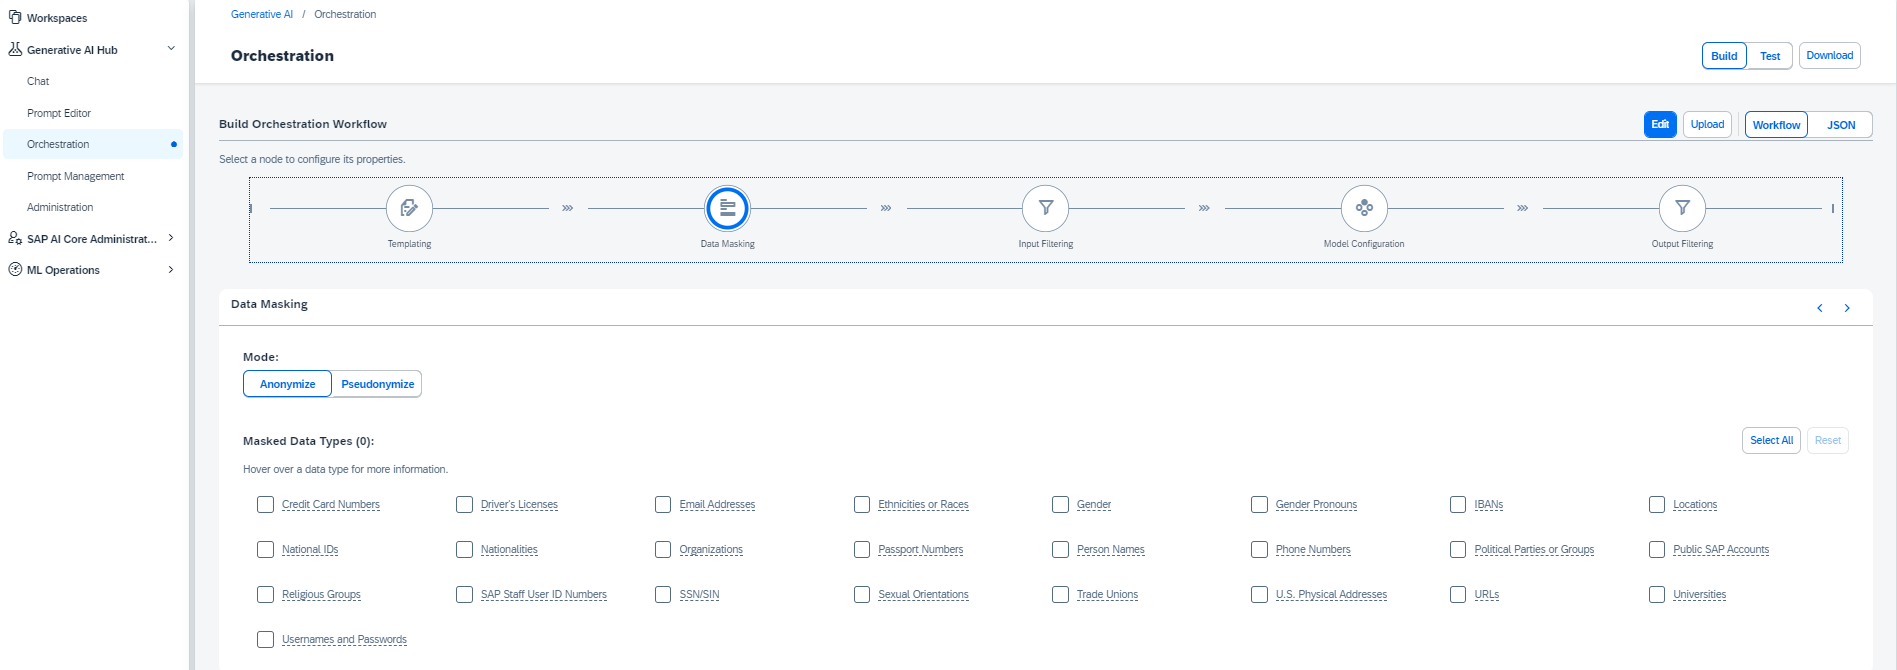 Workspaces
Generative AI Hub
Chat
Prompt Editor
Orchestration
Prompt Management
Administration
SAP AI Core Administrat...
ML Operations
Generative AI / Orchestration
Orchestration
Build Test Download
Build Orchestration Workflow
Edit Upload Workflow JSON
Select a node to configure its properties.
Templating Data Masking Input Filtering Model Configuration Output Filtering
Data Masking
Mode:
Anonymize Pseudonymize
Masked Data Types (0):
Select All Reset
Hover over a data type for more information.
Credit Card Numbers Driver's Licenses Email Addresses Ethnicities or Races Gender Gender Pronouns IBANs Locations
National IDs Nationalities Organizations Passport Numbers Person Names Phone Numbers Political Parties or Groups Public SAP Accounts
Religious Groups SAP Staff User ID Numbers SSN/SIN Sexual Orientations Trade Unions U.S. Physical Addresses URLs Universities
Usernames and Passwords